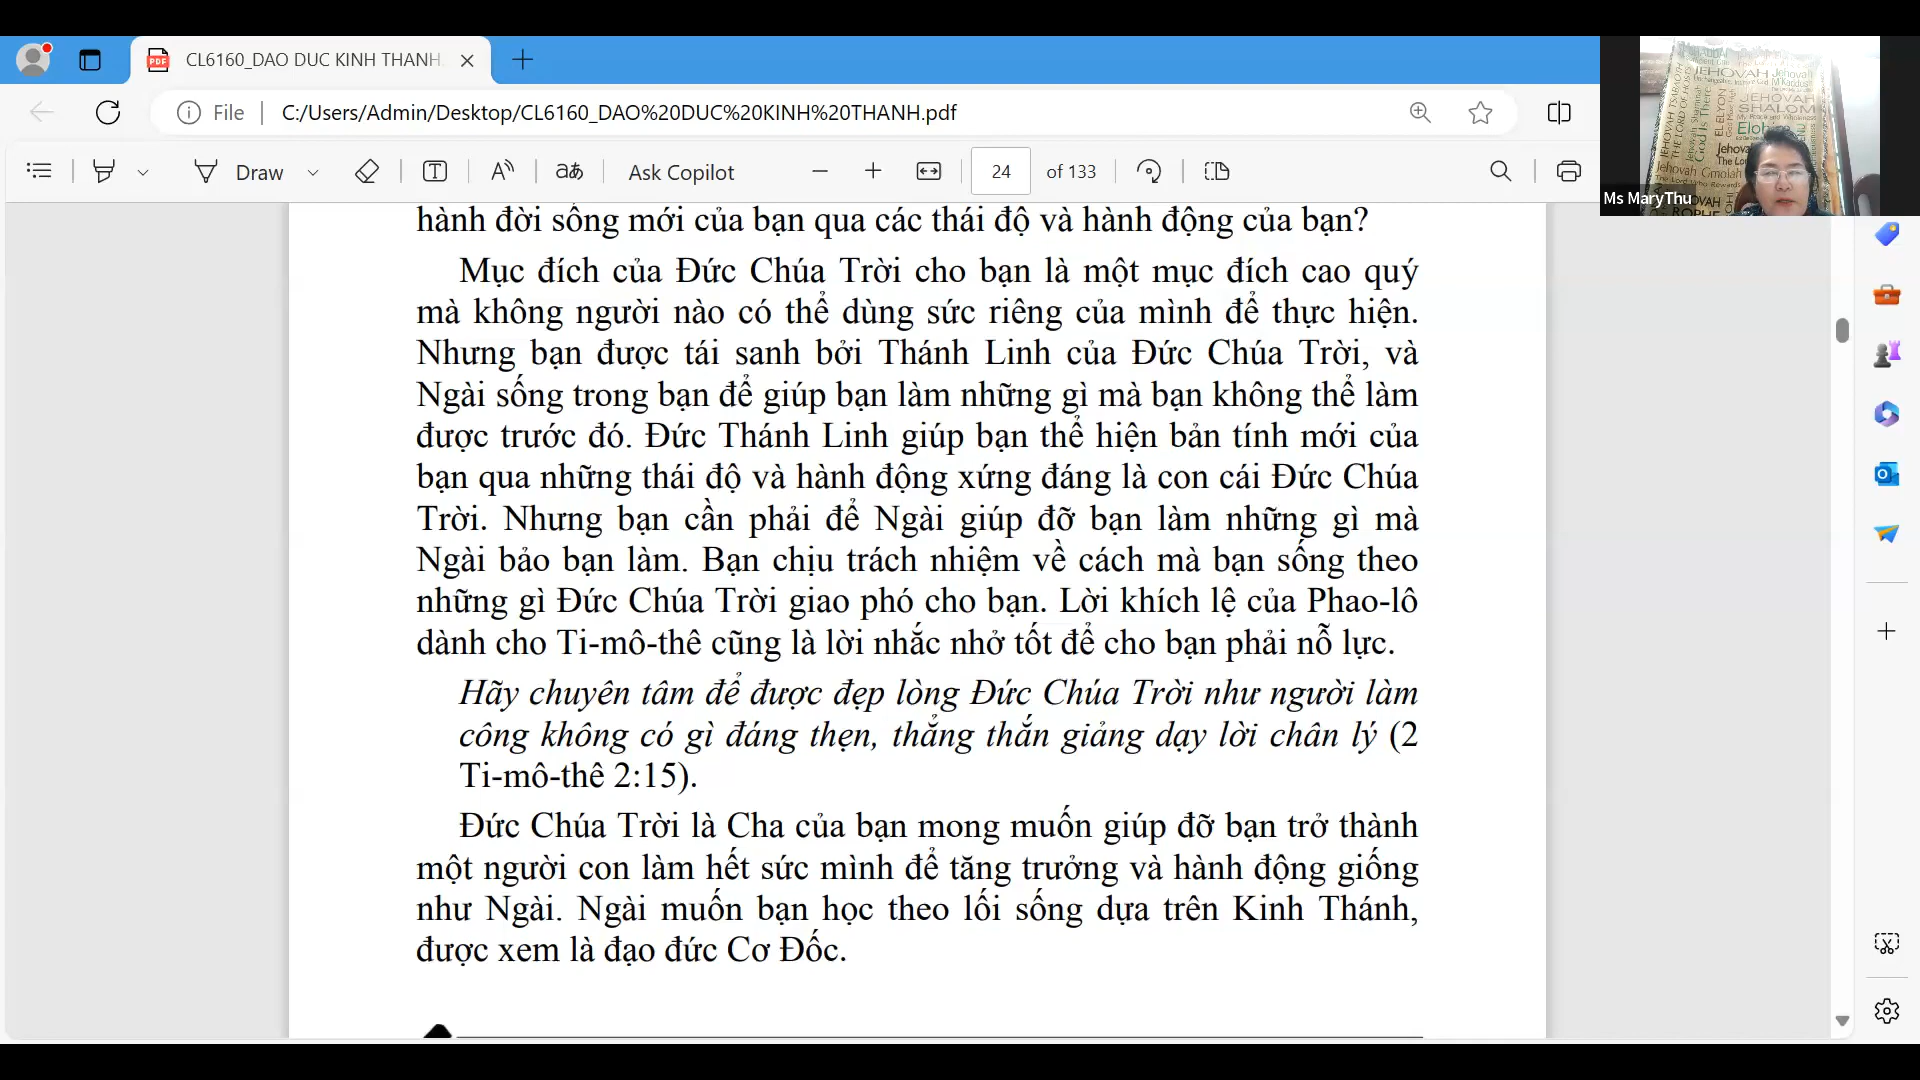 CL6160_DAO DUC KINH THANH.
File
C:/Users/Admin/Desktop/CL6160_DAO%20DUC%20KINH%20THANH.pdf
Draw
Ask Copilot
24 of 133
JEHOVAH
JEHOVAH
SHALOM
EL ELYON
Ms MaryThu
hành đời sống mới của bạn qua các thái độ và hành động của bạn?
Mục đích của Đức Chúa Trời cho bạn là một mục đích cao quý
mà không người nào có thể dùng sức riêng của mình để thực hiện.
Nhưng bạn được tái sanh bởi Thánh Linh của Đức Chúa Trời, và
Ngài sống trong bạn để giúp bạn làm những gì mà bạn không thể làm
được trước đó. Đức Thánh Linh giúp bạn thể hiện bản tính mới của
bạn qua những thái độ và hành động xứng đáng là con cái Đức Chúa
Trời. Nhưng bạn cần phải để Ngài giúp đỡ bạn làm những gì mà
Ngài bảo bạn làm. Bạn chịu trách nhiệm về cách mà bạn sống theo
những gì Đức Chúa Trời giao phó cho bạn. Lời khích lệ của Phao-lô
dành cho Ti-mô-thê cũng là lời nhắc nhở tốt để cho bạn phải nỗ lực.
Hãy chuyên tâm để được đẹp lòng Đức Chúa Trời như người làm
công không có gì đáng thẹn, thẳng thắn giảng dạy lời chân lý (2
Ti-mô-thê 2:15).
Đức Chúa Trời là Cha của bạn mong muốn giúp đỡ bạn trở thành
một người con làm hết sức mình để tăng trưởng và hành động giống
như Ngài. Ngài muốn bạn học theo lối sống dựa trên Kinh Thánh,
được xem là đạo đức Cơ Đốc.